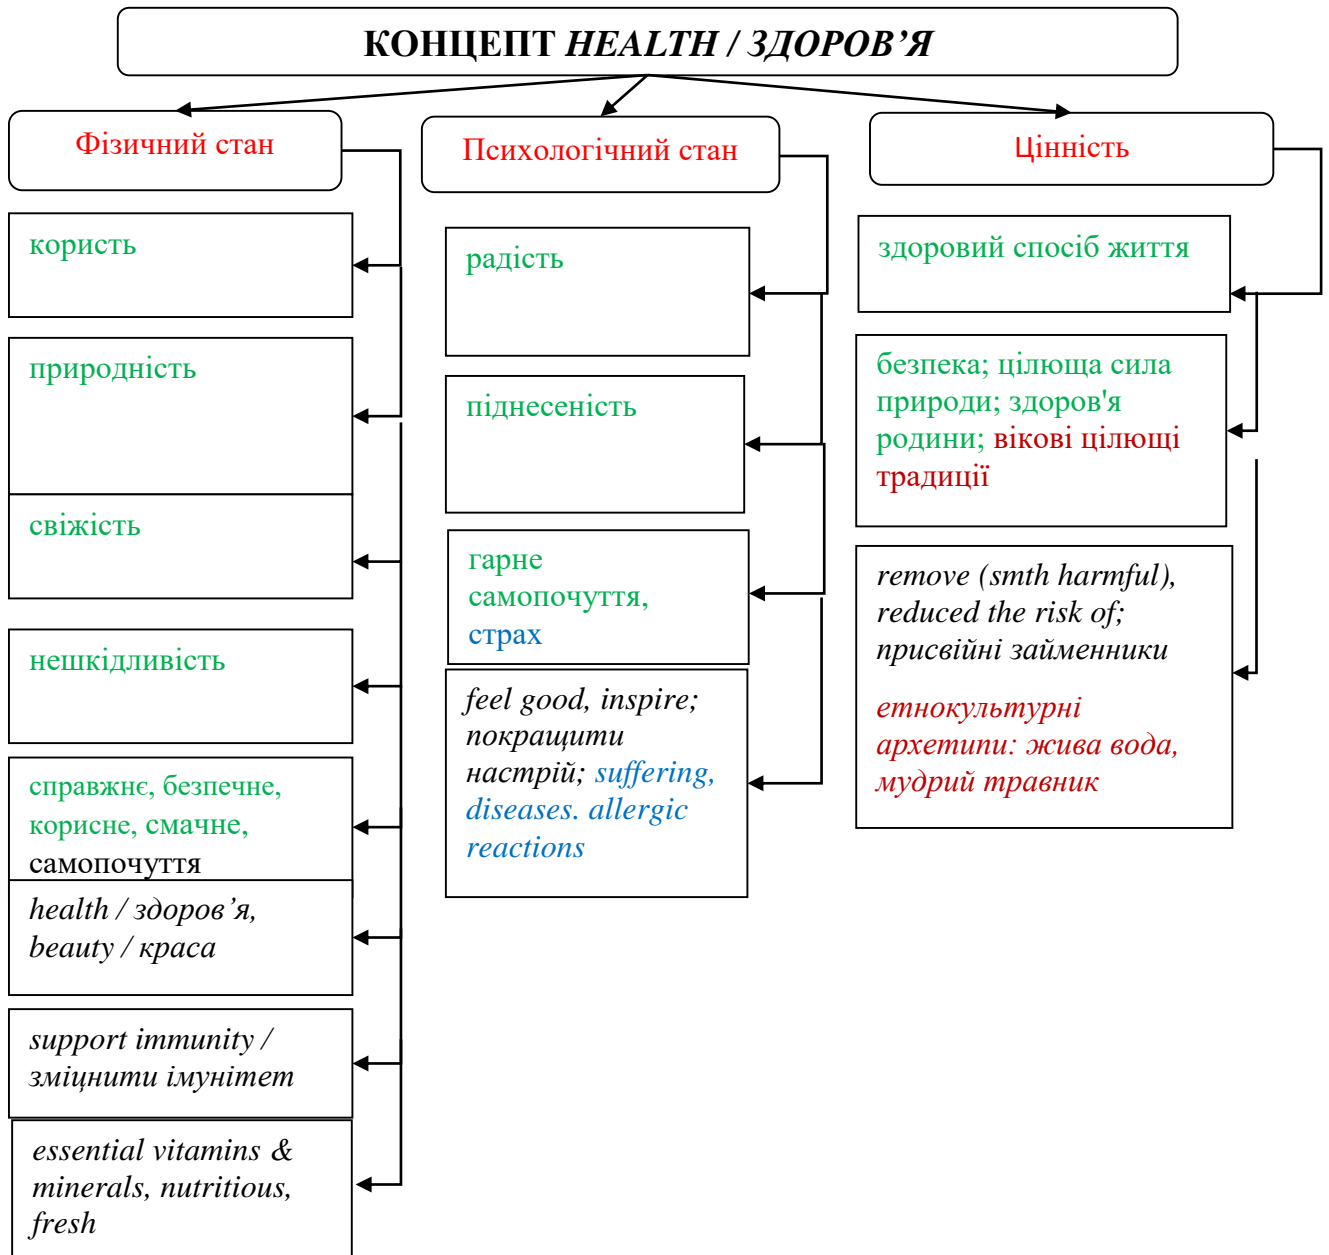 КОНЦЕПТ HEALTH / ЗДОРОВ’Я
Фізичний стан
користь
природність
свіжість
нешкідливість
справжнє, безпечне,
корисне, смачне,
самопочуття
health / здоров’я,
beauty / краса
support immunity /
зміцнити імунітет
essential vitamins &
minerals, nutritious,
fresh
Психологічний стан
радість
піднесеність
гарне
самопочуття,
страх
feel good, inspire;
покращити
настрій; suffering,
diseases. allergic
reactions
Цінність
здоровий спосіб життя
безпека; цілюща сила
природи; здоров'я
родини; вікові цілющі
традиції
remove (smth harmful),
reduced the risk of;
присвійні займенники
етнокультурні
архетипи: жива вода,
мудрий травник